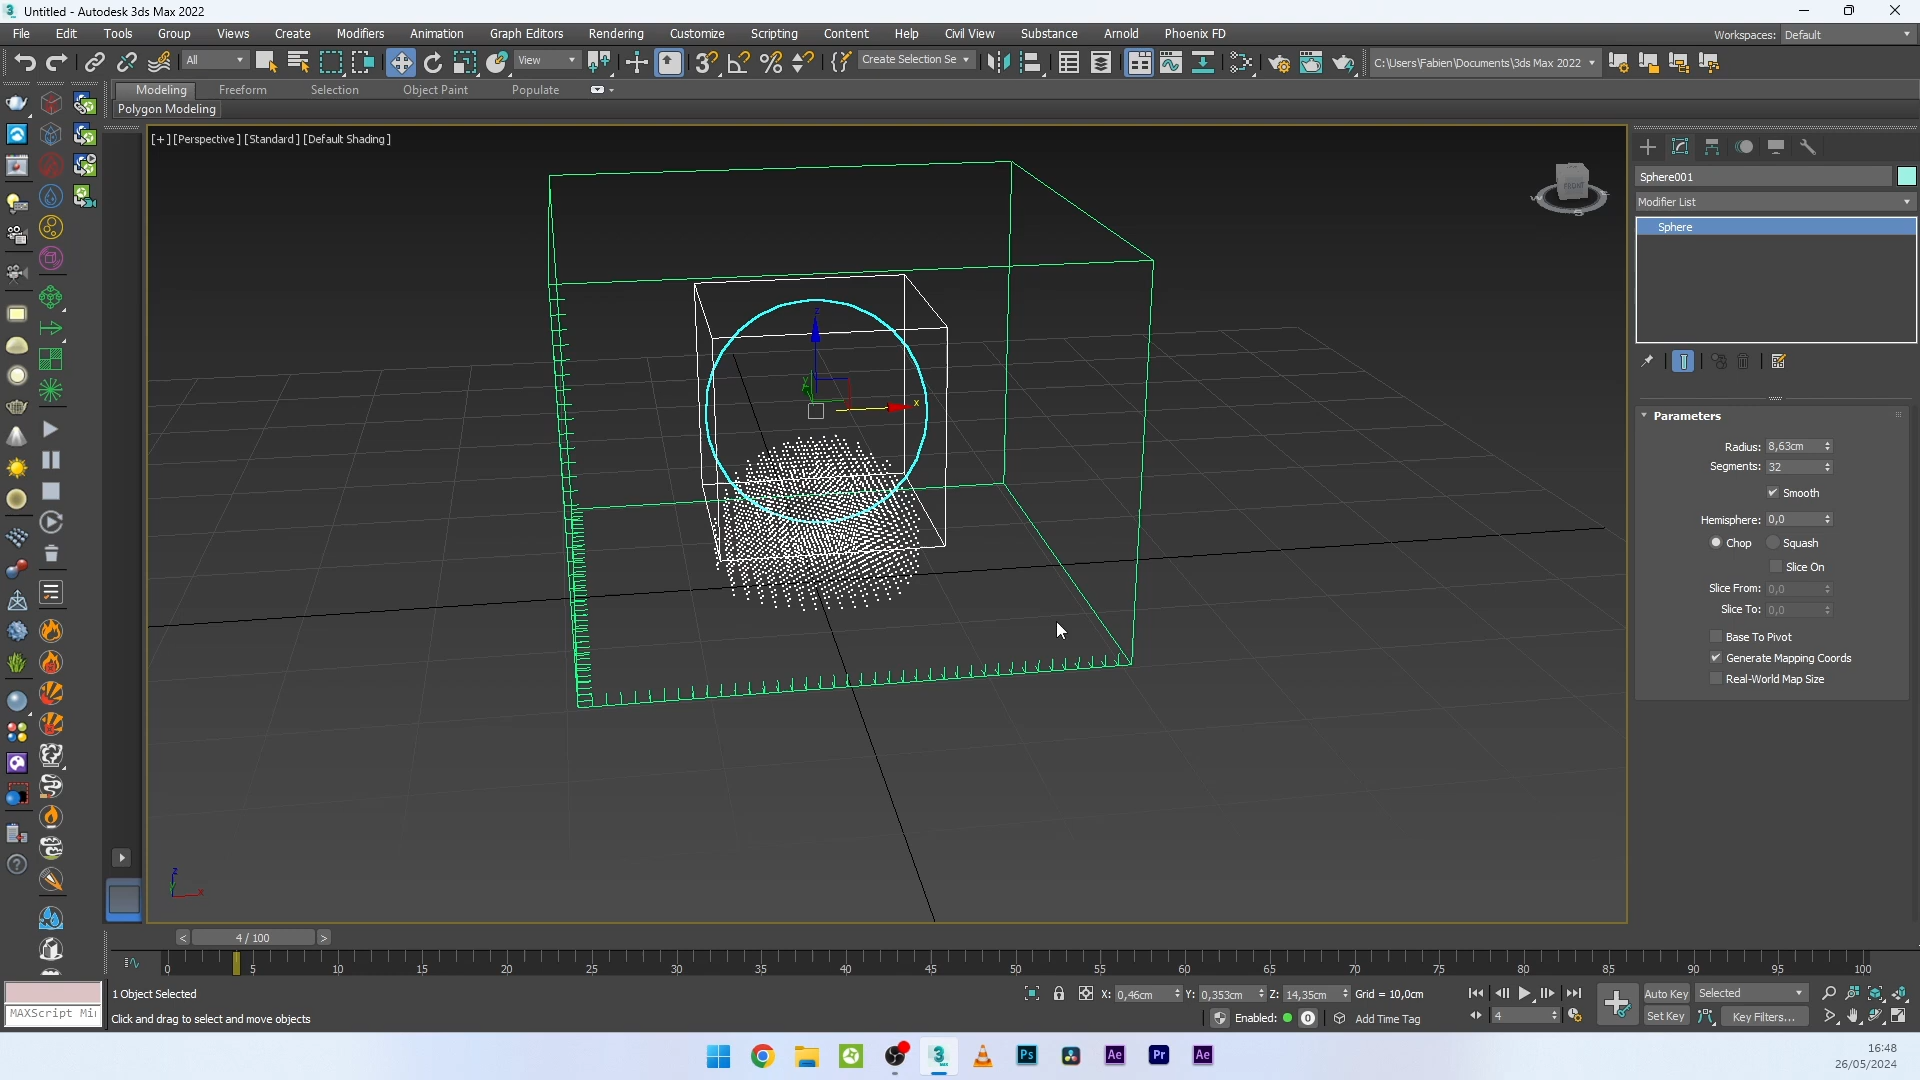 Untitled - Autodesk 3ds Max 2022
File Edit Tools Group Views Create Modifiers Animation Graph Editors Rendering Customize Scripting Content Help Civil View Substance Arnold Phoenix FD Workspaces: Default
All View Create Selection Se C:\Users\Fabien\Documents\3ds Max 2022
Modeling Freeform Selection Object Paint Populate
Polygon Modeling
[+] [Perspective] [Standard] [Default Shading]
FRONT
W S
Sphere001
Modifier List
Sphere
Parameters
Radius: 8,63cm
Segments: 32
Smooth
Hemisphere: 0,0
Chop Squash
Slice On
Slice From: 0,0
Slice To: 0,0
Base To Pivot
Generate Mapping Coords
Real-World Map Size
z
y
x
z
y
x
< 4 / 100 >
0 5 10 15 20 25 30 35 40 45 50 55 60 65 70 75 80 85 90 95 100
1 Object Selected X: 0,46cm Y: 0,353cm Z: 14,35cm Grid = 10,0cm Auto Key Selected
MAXScript Mi
Click and drag to select and move objects Enabled: 0 Add Time Tag 4 Set Key Key Filters...
3 Ps Ae Pr Ae
16:48
26/05/2024